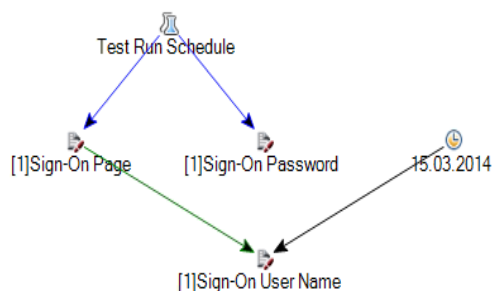 Test Run Schedule
[1]Sign-On Page
[1]Sign-On Password
15.03.2014
[1]Sign-On User Name